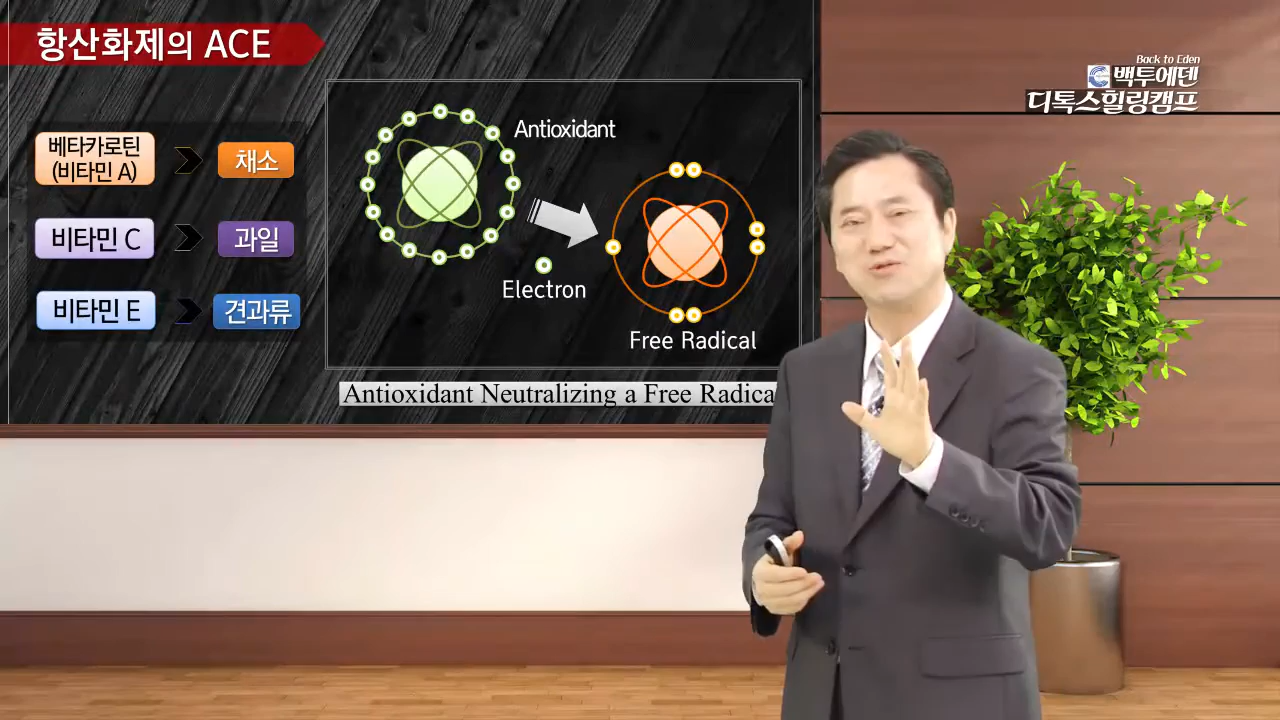 항산화제의 ACE
Back to Eden
백투에덴
디톡스힐링캠프
베타카로틴
(비타민 A)
채소
비타민 C
과일
비타민 E
견과류
Antioxidant
Electron
Free Radical
Antioxidant Neutralizing a Free Radica